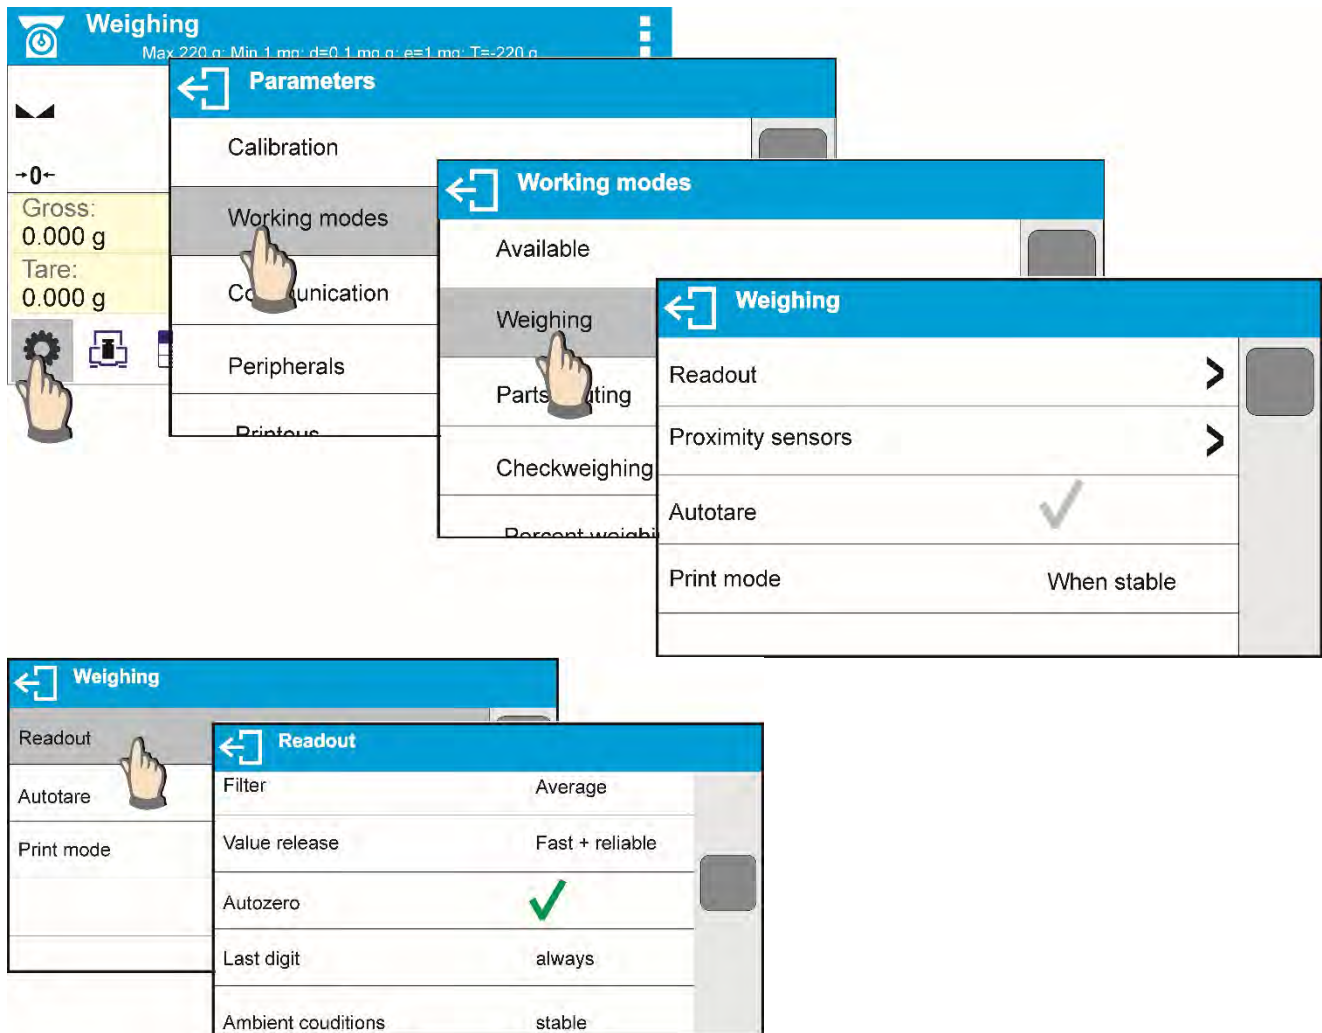 Weighing
Max 220 g: Min 1 mg: d=0.1 mg g: e=1 mg: T=-220 g
→0←
Gross:
0.000 g
Tare:
0.000 g
Parameters
Calibration
Working modes
Peripherals
Working modes
Available
Weighing
Parts
Checkweighing
Percent
Weighing
Readout
Proximity sensors
Autotare
Print mode When stable
Weighing
Readout
Autotare
Print mode
Readout
Filter Average
Value release Fast + reliable
Autozero
Last digit always
Ambient couditions stable